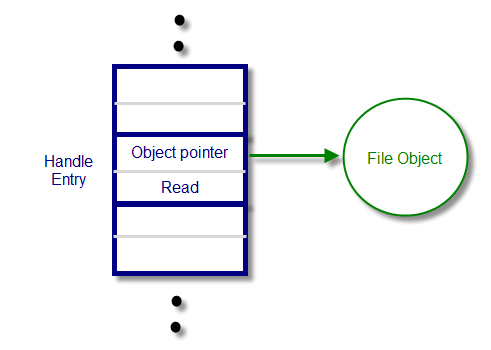 Object pointer
Handle
Entry
Read
File Object